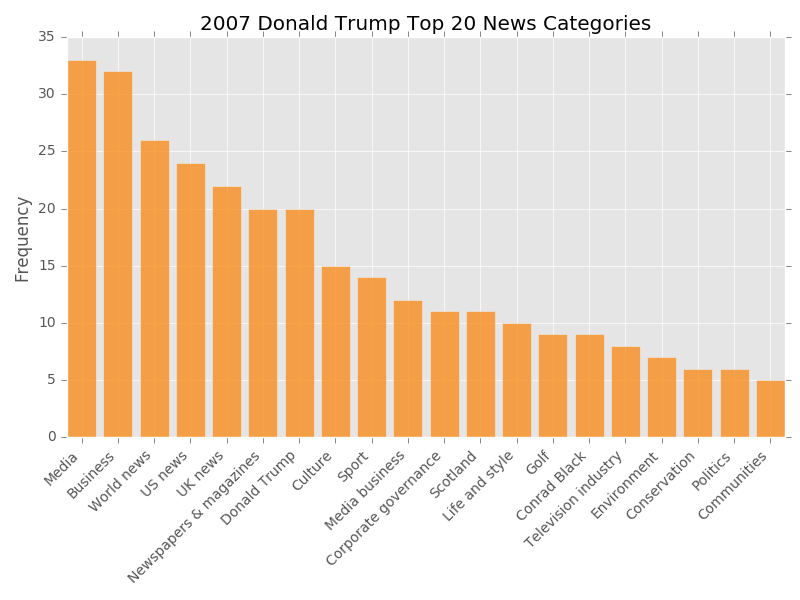 2007 Donald Trump Top 20 News Categories
Frequency
35
30
25
20
15
10
5
0
Media
Business
World news
US news
UK news
Newspapers & magazines
Donald Trump
Culture
Sport
Media business
Corporate governance
Scotland
Life and style
Golf
Conrad Black
Television industry
Environment
Conservation
Politics
Communities